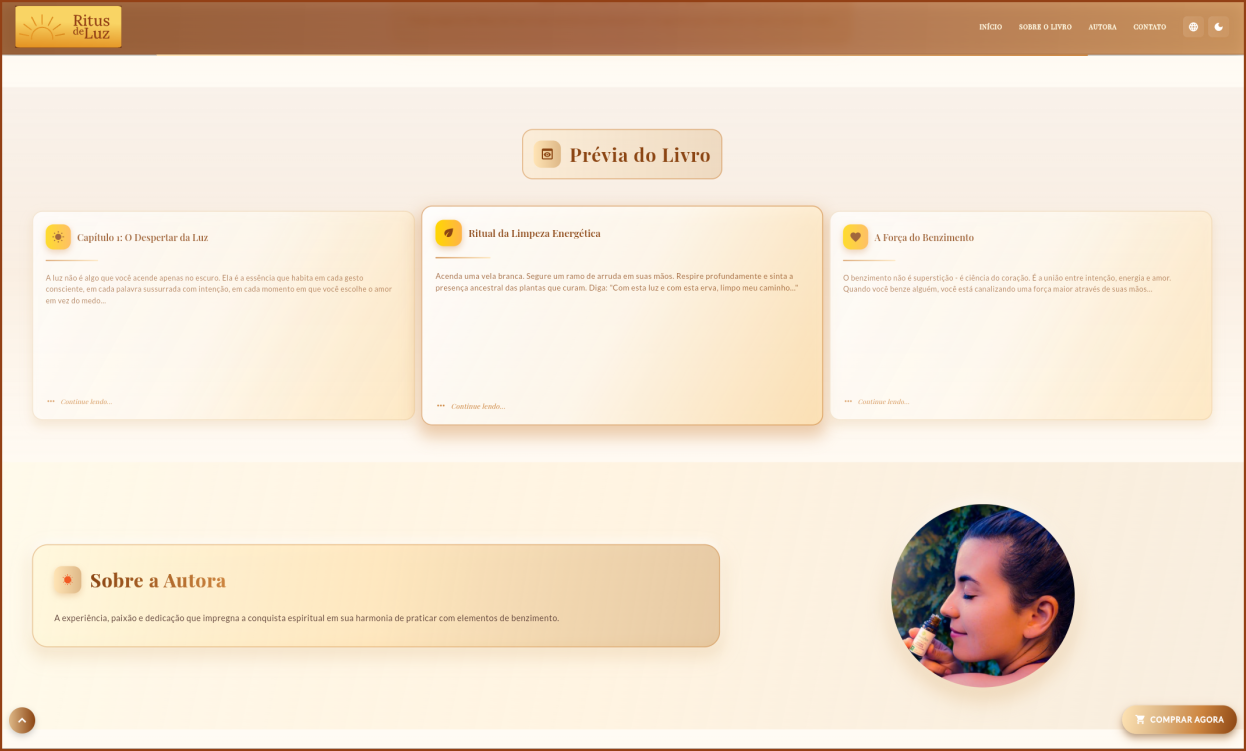 Ritus
de Luz
INÍCIO SOBRE O LIVRO AUTORA CONTATO
Prévia do Livro
Capítulo 1: O Despertar da Luz
A luz não é algo que você acende apenas no escuro. Ela é a essência que habita em cada gesto
consciente, em cada palavra sussurrada com intenção, em cada momento em que você escolhe o amor
em vez do medo...
Continue lendo...
Ritual da Limpeza Energética
Acenda uma vela branca. Segure um ramo de arruda em suas mãos. Respire profundamente e sinta a
presença ancestral das plantas que curam. Diga: "Com esta luz e com esta erva, limpo meu caminho..."
Continue lendo...
A Força do Benzimento
O benzimento não é superstição - é ciência do coração. É a união entre intenção, energia e amor.
Quando você benze alguém, você está canalizando uma força maior através de suas mãos...
Continue lendo...
Sobre a Autora
A experiência, paixão e dedicação que impregna a conquista espiritual em sua harmonia de praticar com elementos de benzimento.
COMPRAR AGORA